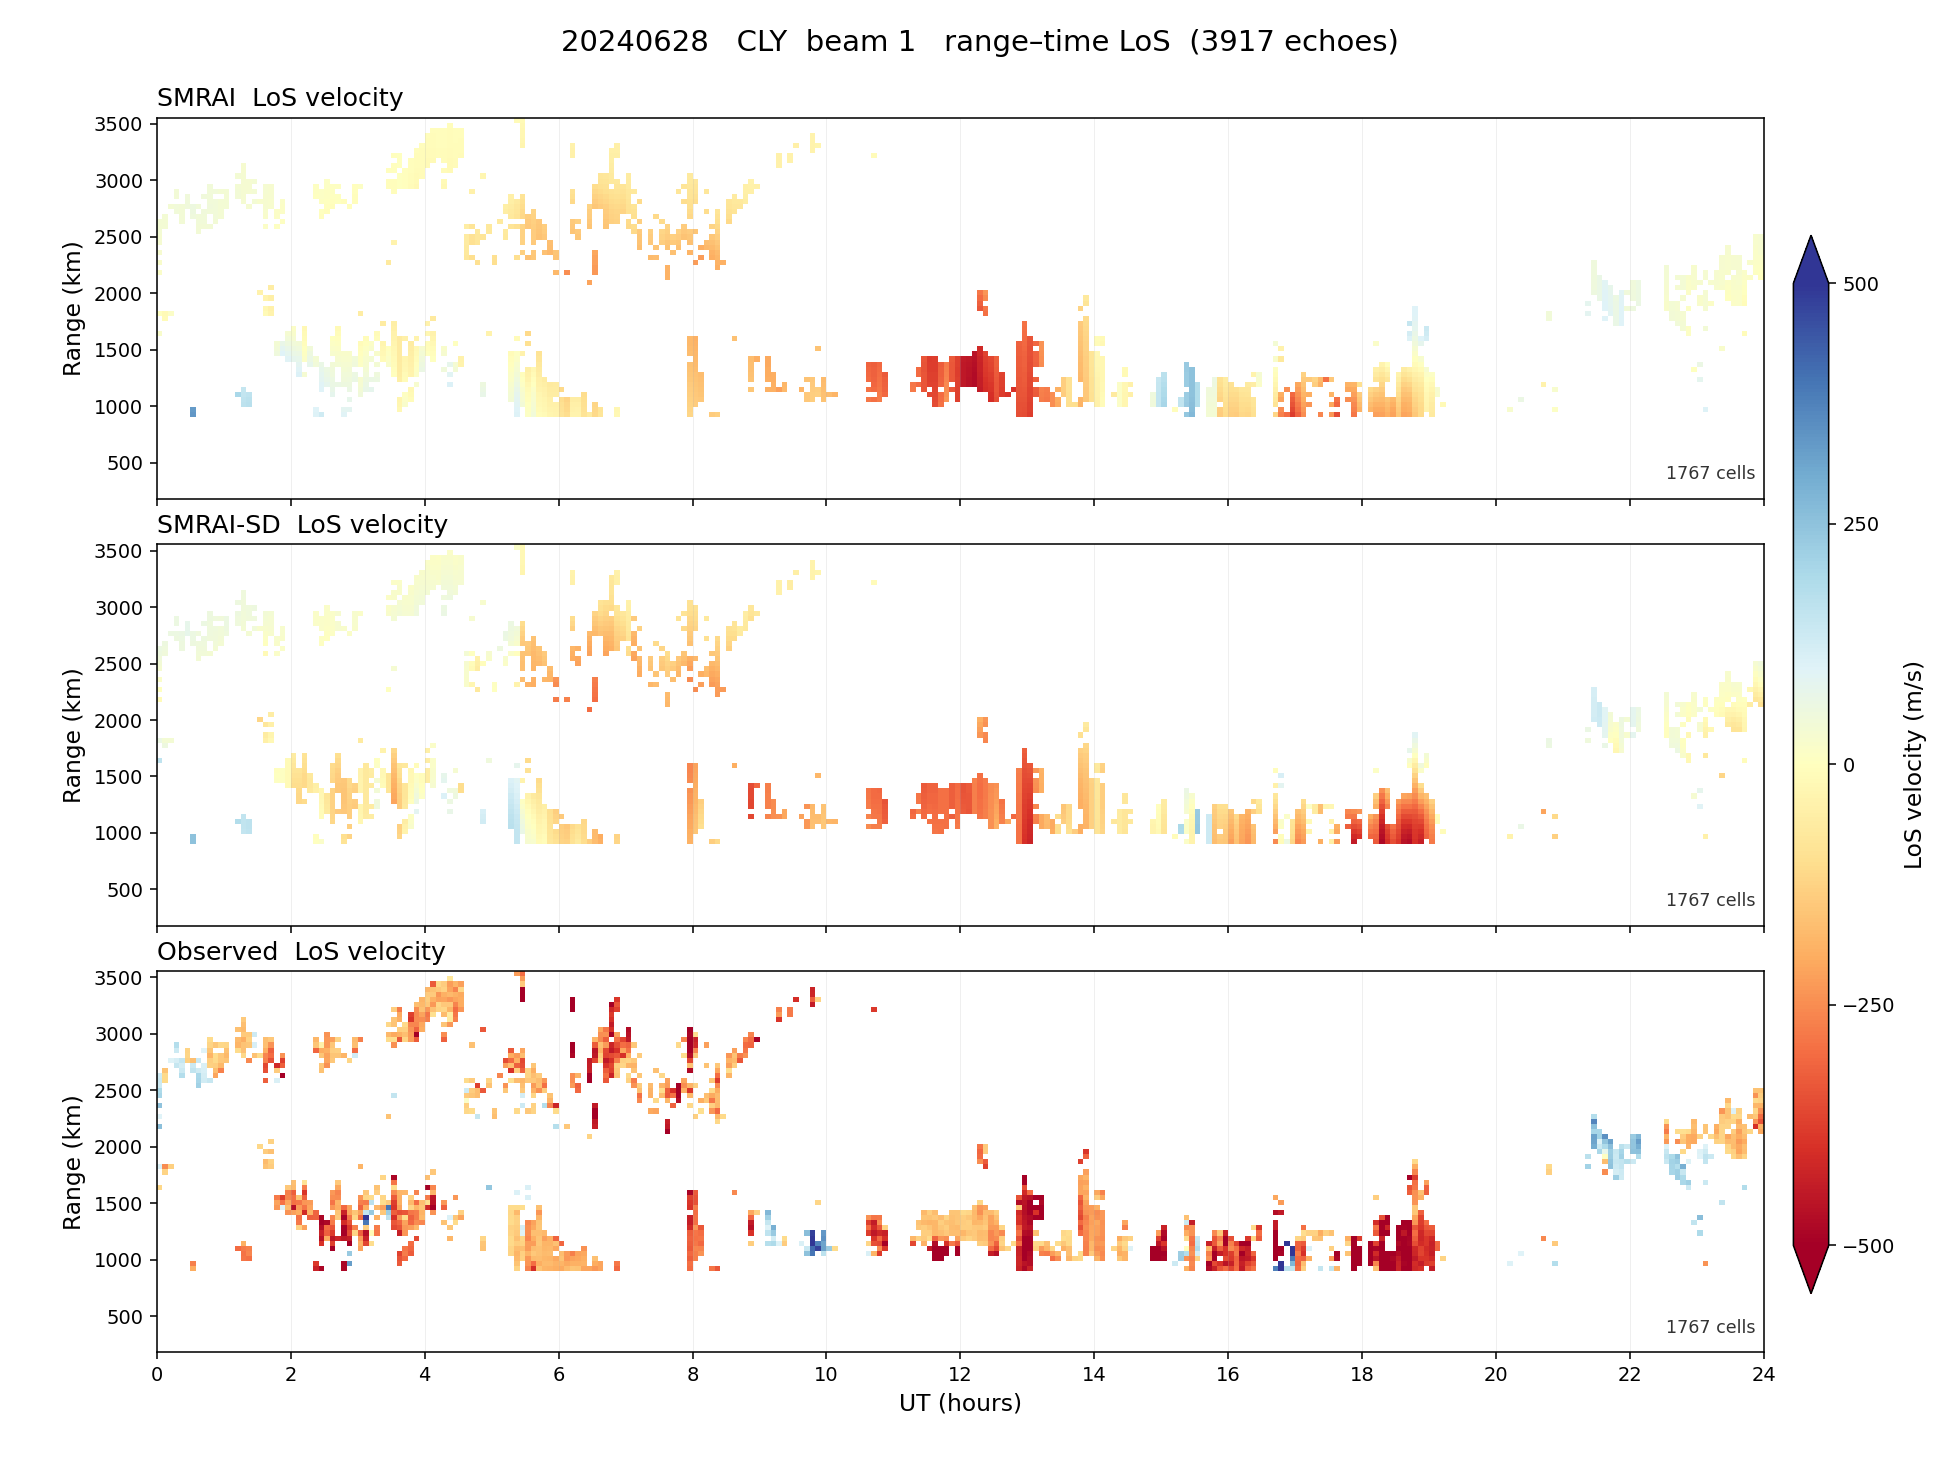 20240628   CLY  beam 1   range–time LoS  (3917 echoes)
SMRAI  LoS velocity
3500
3000
2500
2000
1500
1000
500
Range (km)
1767 cells
SMRAI-SD  LoS velocity
3500
3000
2500
2000
1500
1000
500
Range (km)
1767 cells
Observed  LoS velocity
3500
3000
2500
2000
1500
1000
500
Range (km)
1767 cells
0 2 4 6 8 10 12 14 16 18 20 22 24
UT (hours)
500
250
0
−250
−500
LoS velocity (m/s)